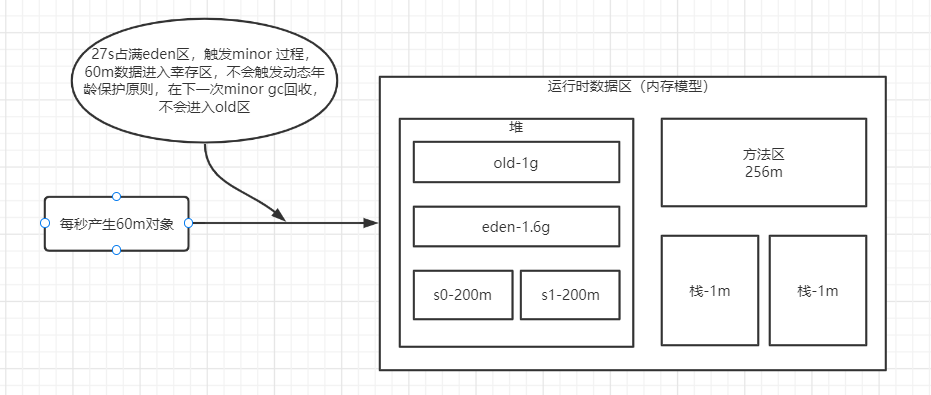 27s占满eden区，触发minor 过程，
60m数据进入幸存区，不会触发动态年
龄保护原则，在下一次minor gc回收，
不会进入old区
每秒产生60m对象
运行时数据区（内存模型）
堆
old-1g
eden-1.6g
s0-200m
s1-200m
方法区
256m
栈-1m
栈-1m